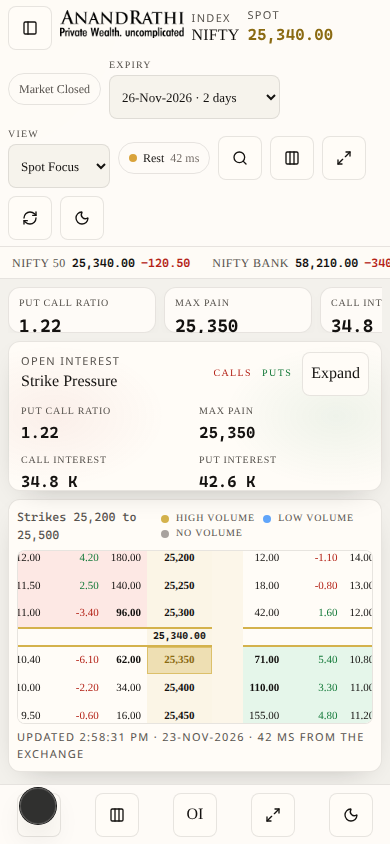 ANANDRATHI
Private Wealth. uncomplicated
INDEX
NIFTY
SPOT
25,340.00
Market Closed
EXPIRY
26-Nov-2026 · 2 days
VIEW
Spot Focus
Rest 42 ms
NIFTY 50 25,340.00 −120.50 NIFTY BANK 58,210.00 −340
PUT CALL RATIO
1.22
MAX PAIN
25,350
CALL INT
34.8
OPEN INTEREST
Strike Pressure
CALLS PUTS
Expand
PUT CALL RATIO
1.22
MAX PAIN
25,350
CALL INTEREST
34.8 K
PUT INTEREST
42.6 K
Strikes 25,200 to
25,500
HIGH VOLUME LOW VOLUME
NO VOLUME
12.00 4.20 180.00 25,200 12.00 -1.10 14.00
11.50 2.50 140.00 25,250 18.00 -0.80 13.00
11.00 -3.40 96.00 25,300 42.00 1.60 12.00
25,340.00
10.40 -6.10 62.00 25,350 71.00 5.40 10.80
10.00 -2.20 34.00 25,400 110.00 3.30 11.00
9.50 -0.60 16.00 25,450 155.00 4.80 11.20
UPDATED 2:58:31 PM · 23-NOV-2026 · 42 MS FROM THE
EXCHANGE
OI